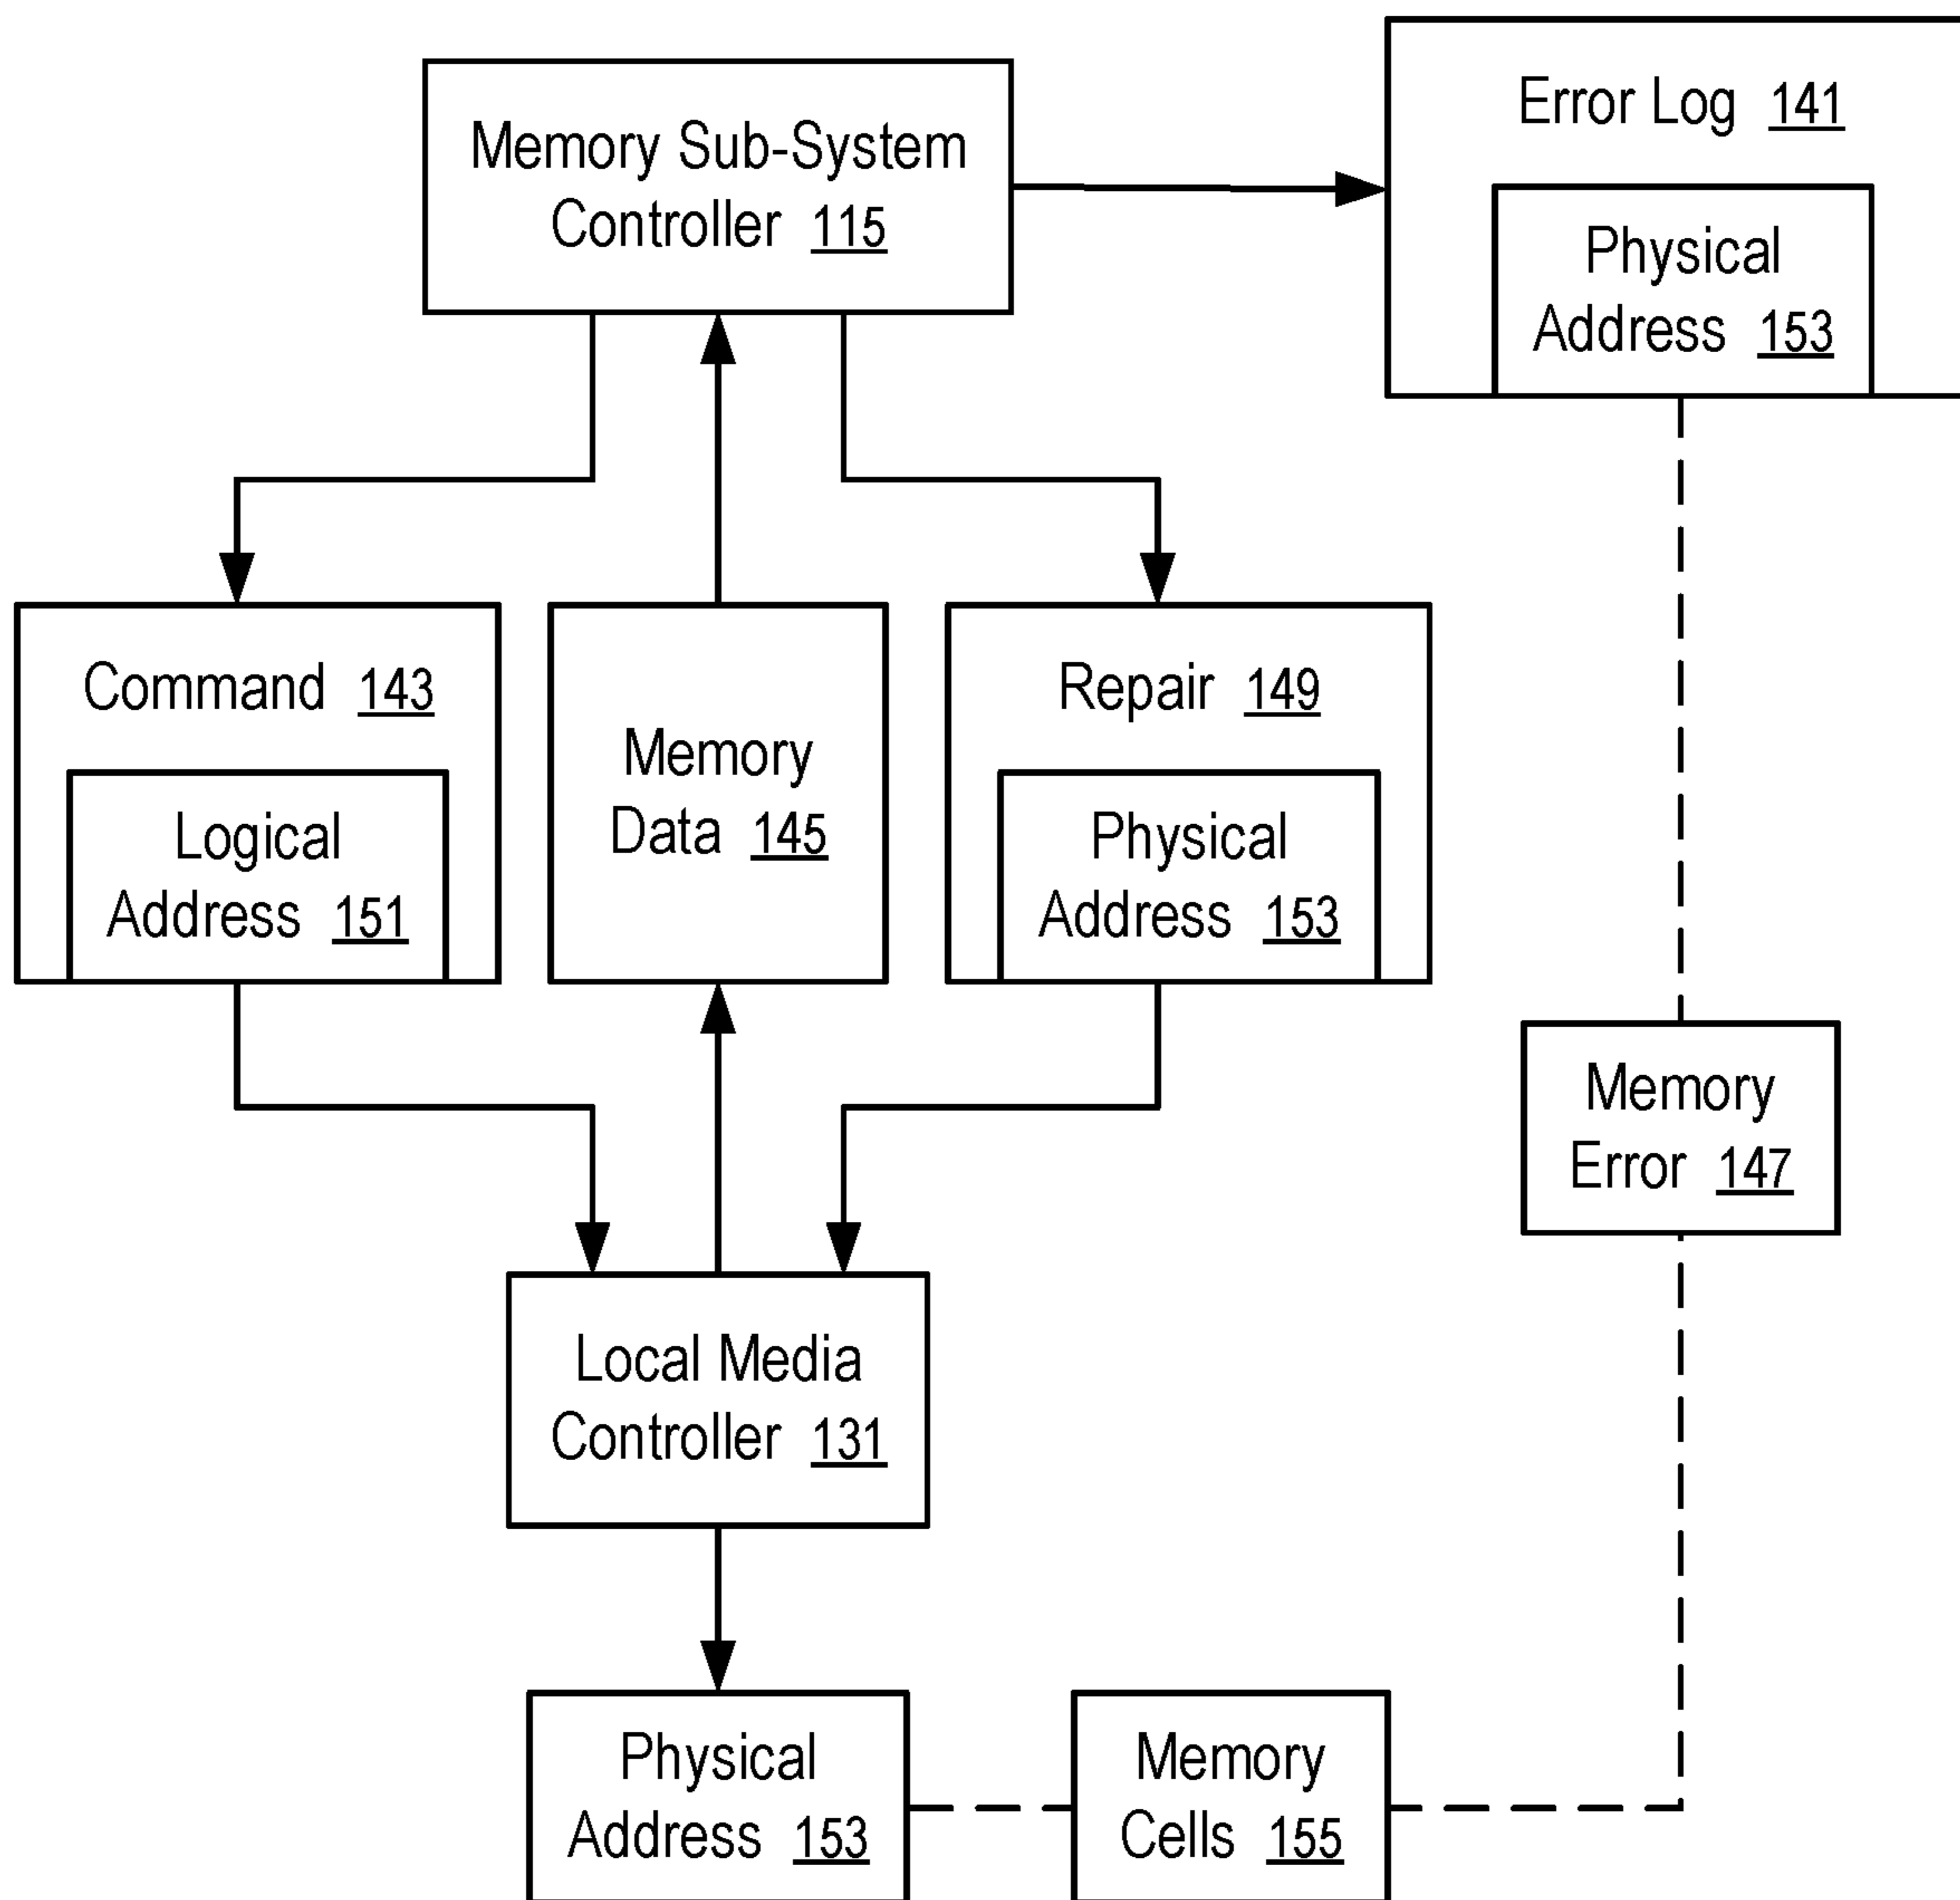 Memory Sub-System
Controller 115
Error Log 141
Physical
Address 153
Command 143
Logical
Address 151
Memory
Data 145
Repair 149
Physical
Address 153
Memory
Error 147
Local Media
Controller 131
Physical
Address 153
Memory
Cells 155